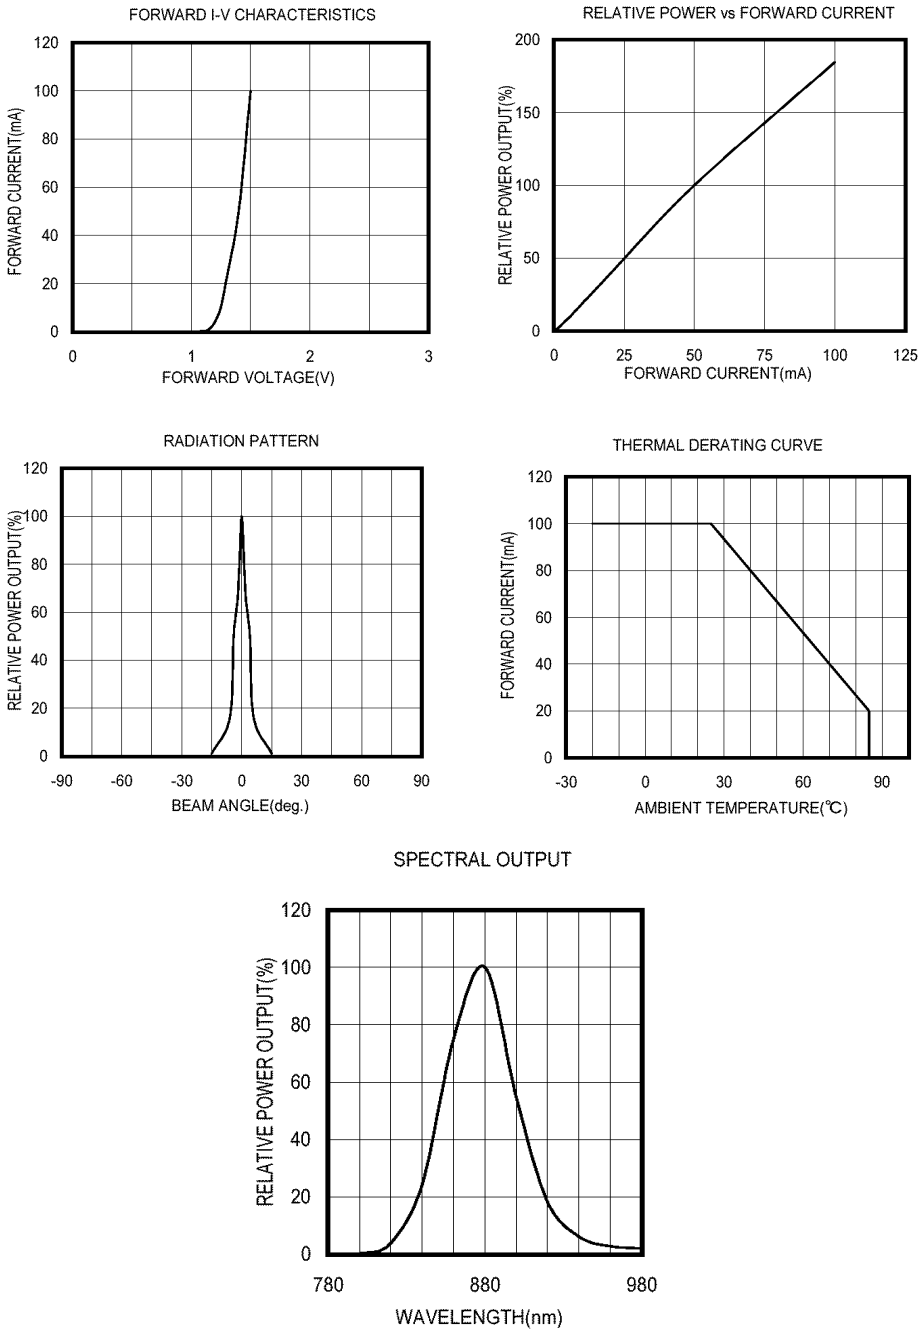 FORWARD I-V CHARACTERISTICS
FORWARD CURRENT(mA)
120
100
80
60
40
20
0
0 1 2 3
FORWARD VOLTAGE(V)
RELATIVE POWER vs FORWARD CURRENT
RELATIVE POWER OUTPUT(%)
200
150
100
50
0
0 25 50 75 100 125
FORWARD CURRENT(mA)
RADIATION PATTERN
RELATIVE POWER OUTPUT(%)
120
100
80
60
40
20
0
-90 -60 -30 0 30 60 90
BEAM ANGLE(deg.)
THERMAL DERATING CURVE
FORWARD CURRENT(mA)
120
100
80
60
40
20
0
-30 0 30 60 90
AMBIENT TEMPERATURE(℃)
SPECTRAL OUTPUT
RELATIVE POWER OUTPUT(%)
120
100
80
60
40
20
0
780 880 980
WAVELENGTH(nm)